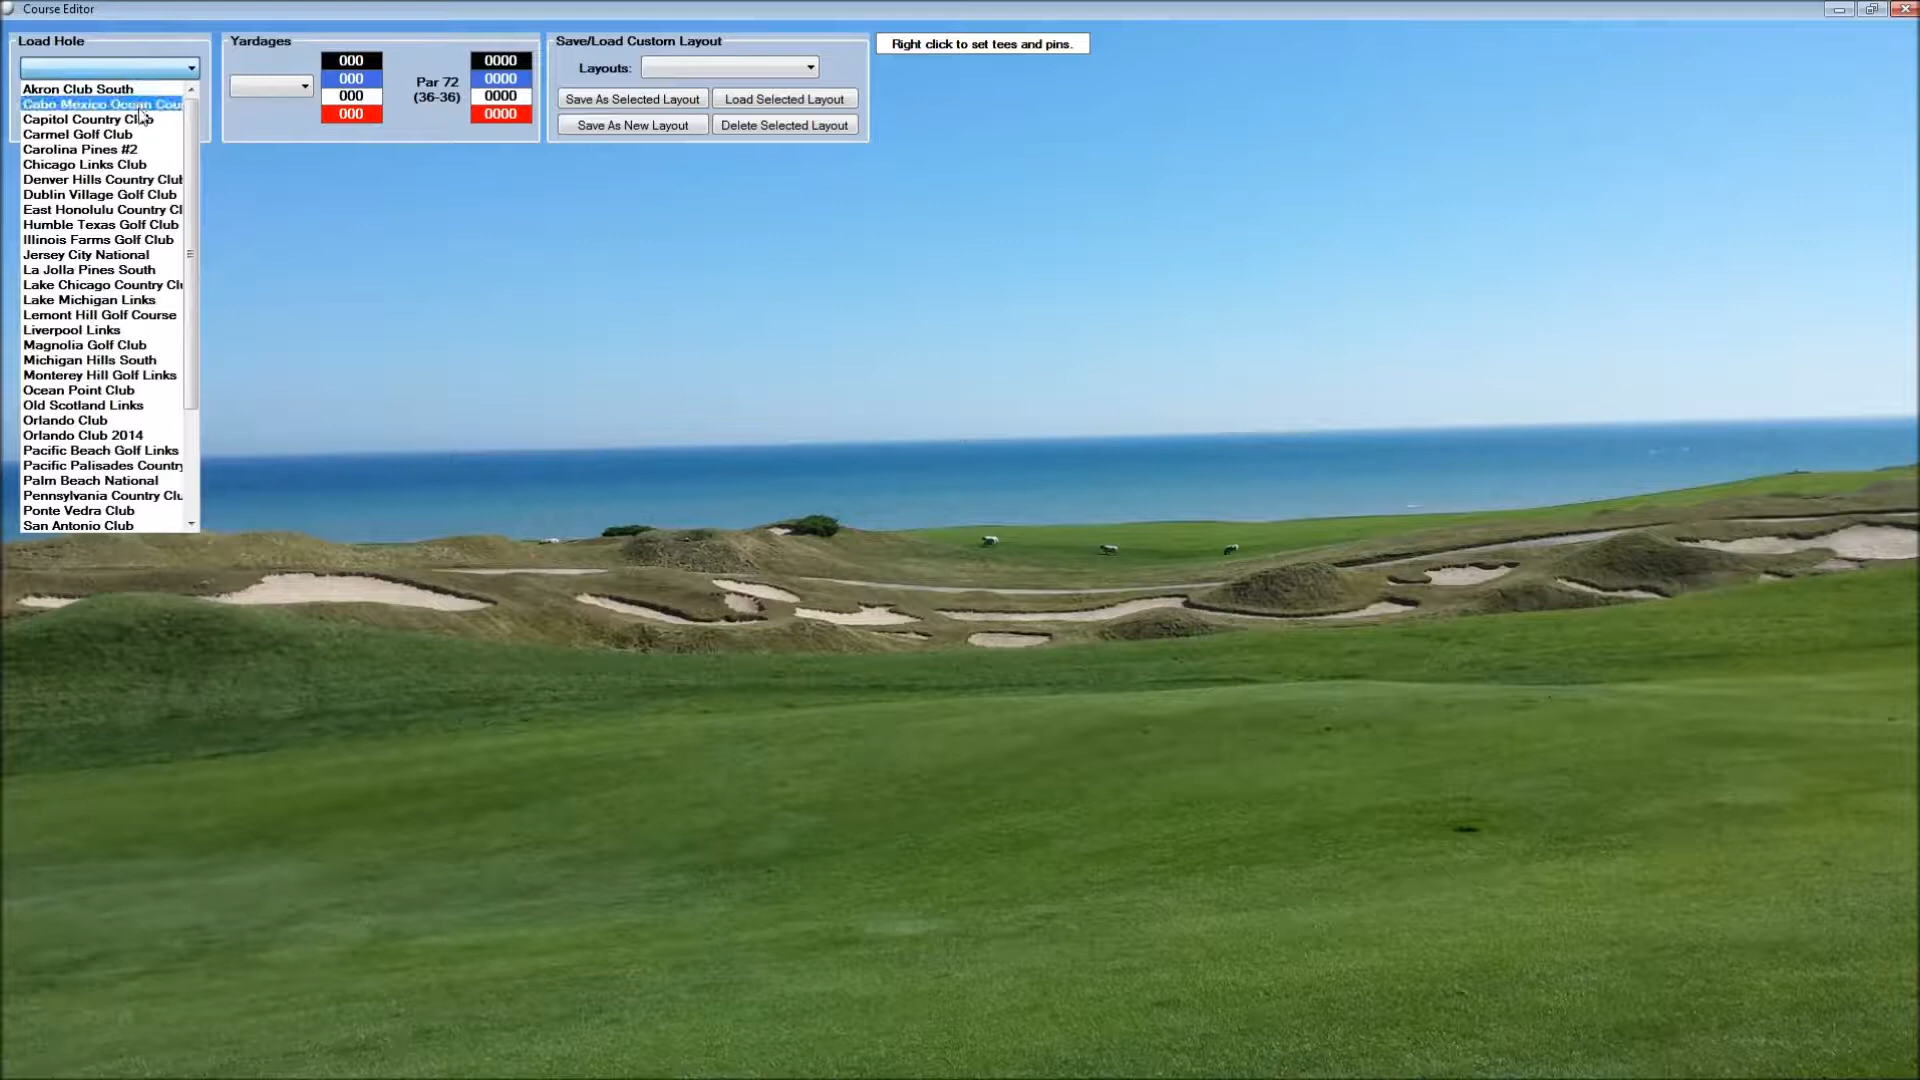 Course Editor
Load Hole
Akron Club South
Cabo Mexico Ocean Cou
Capitol Country Club
Carmel Golf Club
Carolina Pines #2
Chicago Links Club
Denver Hills Country Clul
Dublin Village Golf Club
East Honolulu Country Cl
Humble Texas Golf Club
Illinois Farms Golf Club
Jersey City National
La Jolla Pines South
Lake Chicago Country Clu
Lake Michigan Links
Lemont Hill Golf Course
Liverpool Links
Magnolia Golf Club
Michigan Hills South
Monterey Hill Golf Links
Ocean Point Club
Old Scotland Links
Orlando Club
Orlando Club 2014
Pacific Beach Golf Links
Pacific Palisades Country
Palm Beach National
Pennsylvania Country Clu
Ponte Vedra Club
San Antonio Club
Yardages
000
000
000
000
Par 72
(36-36)
0000
0000
0000
0000
Save/Load Custom Layout
Layouts:
Save As Selected Layout
Load Selected Layout
Save As New Layout
Delete Selected Layout
Right click to set tees and pins.